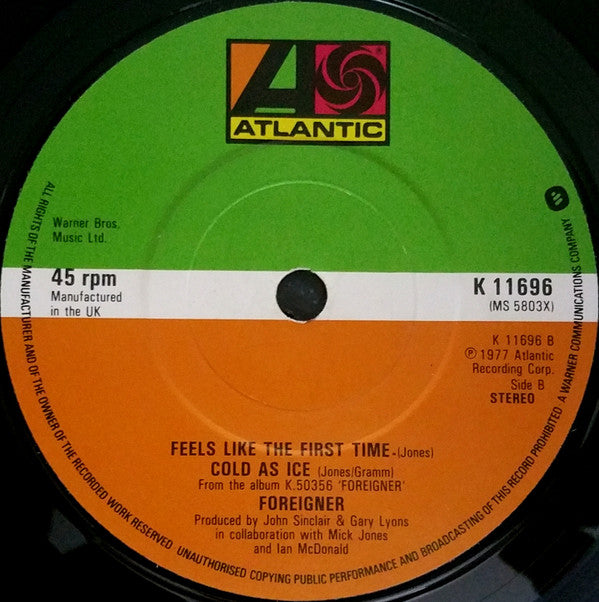 ATLANTIC
Warner Bros.
Music Ltd.
45 rpm
Manufactured
in the UK
K 11696
(MS 5803X)
K 11696 B
℗ 1977 Atlantic
Recording Corp.
Side B
STEREO
FEELS LIKE THE FIRST TIME-(Jones)
COLD AS ICE (Jones/Gramm)
From the album K.50356 'FOREIGNER'
FOREIGNER
Produced by John Sinclair & Gary Lyons
in collaboration with Mick Jones
and Ian McDonald
ALL RIGHTS OF THE MANUFACTURER AND OF THE OWNER OF THE RECORDED WORK RESERVED UNAUTHORISED COPYING PUBLIC PERFORMANCE AND BROADCASTING OF THIS RECORD PROHIBITED A WARNER COMMUNICATIONS COMPANY